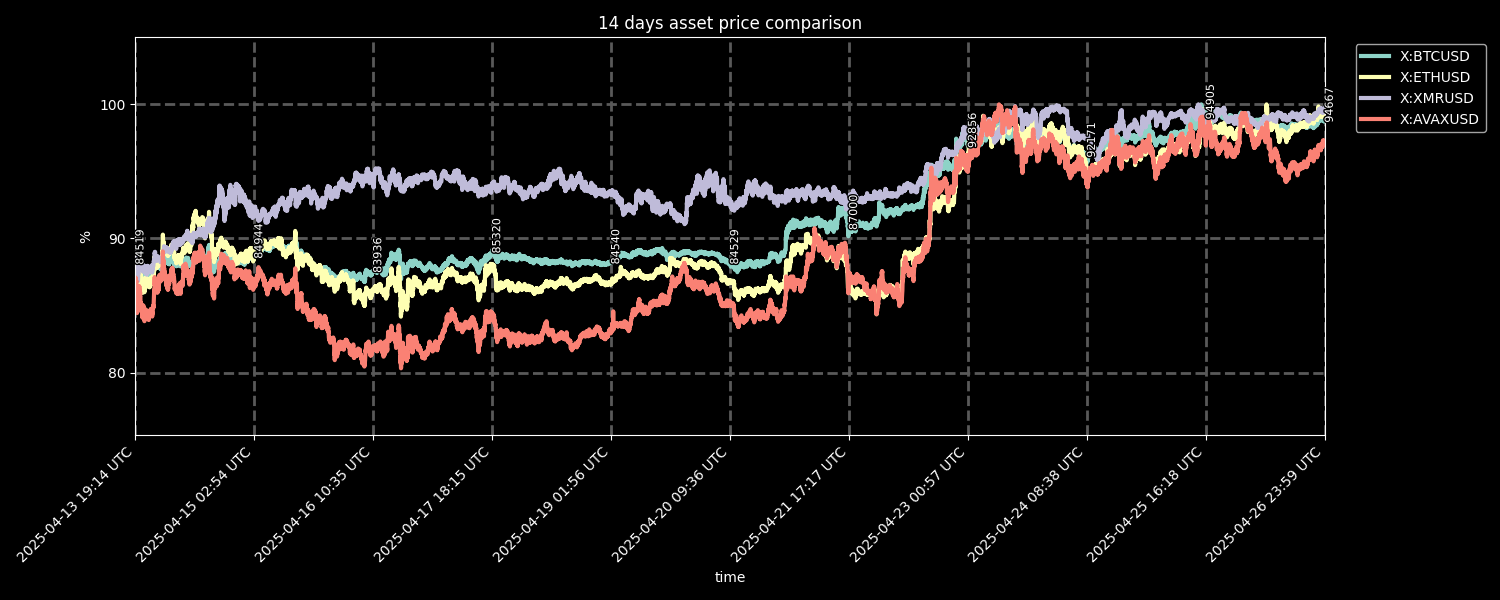 14 days asset price comparison
X:BTCUSD
X:ETHUSD
X:XMRUSD
X:AVAXUSD
100
90
80
%
84519
84944
83936
85320
84540
84529
87000
92856
92171
94905
94667
2025-04-13 19:14 UTC
2025-04-15 02:54 UTC
2025-04-16 10:35 UTC
2025-04-17 18:15 UTC
2025-04-19 01:56 UTC
2025-04-20 09:36 UTC
2025-04-21 17:17 UTC
2025-04-23 00:57 UTC
2025-04-24 08:38 UTC
2025-04-25 16:18 UTC
2025-04-26 23:59 UTC
time